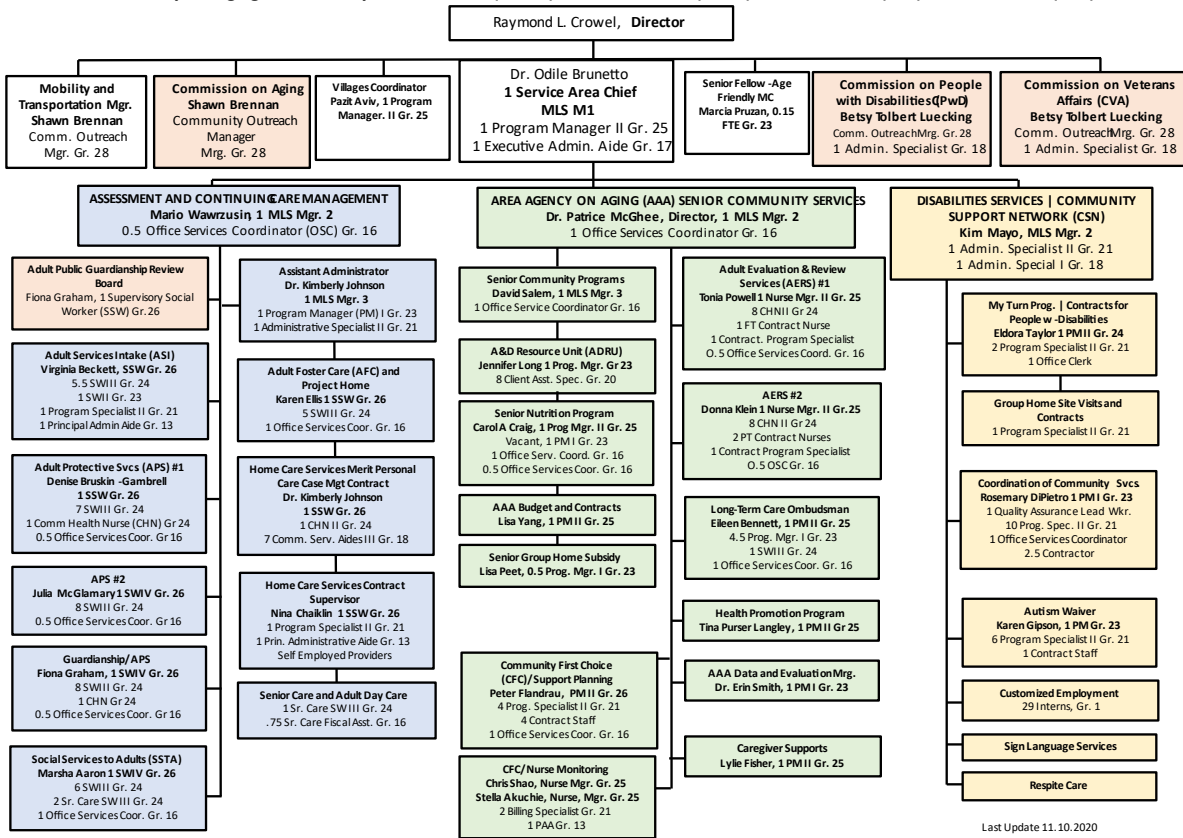 Raymond L. Crowel, Director
Mobility and
Transportation Mgr.
Shawn Brennan
Comm. Outreach
Mgr. Gr. 28
Commission on Aging
Shawn Brennan
Community Outreach
Manager
Mrg. Gr. 28
Villages Coordinator
Pazit Aviv, 1 Program
Manager. II Gr. 25
Dr. Odile Brunetto
1 Service Area Chief
MLS M1
1 Program Manager II Gr. 25
1 Executive Admin. Aide Gr. 17
Senior Fellow -Age
Friendly MC
Marcia Pruzan, 0.15
FTE Gr. 23
Commission on People
with Disabilities(PwD)
Betsy Tolbert Luecking
Comm. OutreachMrg. Gr. 28
1 Admin. Specialist Gr. 18
Commission on Veterans
Affairs (CVA)
Betsy Tolbert Luecking
Comm. OutreachMrg. Gr. 28
1 Admin. Specialist Gr. 18
ASSESSMENT AND CONTINUING CARE MANAGEMENT
Mario Wawrzusin, 1 MLS Mgr. 2
0.5 Office Services Coordinator (OSC) Gr. 16
Adult Public Guardianship Review
Board
Fiona Graham, 1 Supervisory Social
Worker (SSW) Gr.26
Adult Services Intake (ASI)
Virginia Beckett, SSW Gr. 26
5.5 SWIII Gr. 24
1 SWII Gr. 23
1 Program Specialist II Gr. 21
1 Principal Admin Aide Gr. 13
Adult Protective Svcs (APS) #1
Denise Bruskin -Gambrell
1 SSW Gr. 26
7 SWIII Gr. 24
1 Comm Health Nurse (CHN) Gr 24
0.5 Office Services Coor. Gr 16
APS #2
Julia McGlamary 1 SWIV Gr. 26
8 SWIII Gr. 24
0.5 Office Services Coor. Gr 16
Guardianship/APS
Fiona Graham, 1 SWIV Gr. 26
8 SWIII Gr. 24
1 CHN Gr 24
0.5 Office Services Coor. Gr 16
Social Services to Adults (SSTA)
Marsha Aaron 1 SWIV Gr. 26
6 SWIII Gr. 24
2 Sr. Care SWIII Gr. 24
1 Office Services Coor. Gr. 16
Assistant Administrator
Dr. Kimberly Johnson
1 MLS Mgr. 3
1 Program Manager (PM) I Gr. 23
1 Administrative Specialist II Gr. 21
Adult Foster Care (AFC) and
Project Home
Karen Ellis 1 SSW Gr. 26
5 SWIII Gr. 24
1 Office Services Coor. Gr. 16
Home Care Services Merit Personal
Care Case Mgt Contract
Dr. Kimberly Johnson
1 SSW Gr. 26
1 CHN II Gr. 24
7 Comm. Serv. Aides III Gr. 18
Home Care Services Contract
Supervisor
Nina Chaiklin 1 SSW Gr. 26
1 Program Specialist II Gr. 21
1 Prin. Administrative Aide Gr. 13
Self Employed Providers
Senior Care and Adult Day Care
1 Sr. Care SW III Gr. 24
.75 Sr. Care Fiscal Asst. Gr. 16
AREA AGENCY ON AGING (AAA) SENIOR COMMUNITY SERVICES
Dr. Patrice McGhee, Director, 1 MLS Mgr. 2
1 Office Services Coordinator Gr. 16
Senior Community Programs
David Salem, 1 MLS Mgr. 3
1 Office Service Coordinator Gr. 16
A&D Resource Unit (ADRU)
Jennifer Long 1 Prog. Mgr. Gr 23
8 Client Asst. Spec. Gr. 20
Senior Nutrition Program
Carol A Craig, 1 Prog Mgr II Gr. 25
Vacant, 1 PM I Gr. 23
1 Office Serv. Coord. Gr. 16
0.5 Office Services Coor. Gr. 16
AAA Budget and Contracts
Lisa Yang, 1 PM II Gr. 25
Senior Group Home Subsidy
Lisa Peet, 0.5 Prog. Mgr. I Gr. 23
Community First Choice
(CFC)/Support Planning
Peter Flandrau, PM II Gr. 26
4 Prog. Specialist II Gr. 21
4 Contract Staff
1 Office Services Coor. Gr. 16
CFC/Nurse Monitoring
Chris Shao, Nurse Mgr. Gr. 25
Stella Akuchie, Nurse, Mgr. Gr. 25
2 Billing Specialist Gr. 21
1 PAA Gr. 13
Adult Evaluation & Review
Services (AERS) #1
Tonia Powell 1 Nurse Mgr. II Gr. 25
8 CHNII Gr 24
1 FT Contract Nurse
1 Contract. Program Specialist
O. 5 Office Services Coord. Gr. 16
AERS #2
Donna Klein 1 Nurse Mgr. II Gr. 25
8 CHN II Gr 24
2 PT Contract Nurses
1 Contract Program Specialist
O.5 OSC Gr. 16
Long-Term Care Ombudsman
Eileen Bennett, 1 PM II Gr. 25
4.5 Prog. Mgr. I Gr. 23
1 SWIII Gr. 24
1 Office Services Coor. Gr. 16
Health Promotion Program
Tina Purser Langley, 1 PM II Gr 25
AAA Data and Evaluation Mrg.
Dr. Erin Smith, 1 PM I Gr. 23
Caregiver Supports
Lylie Fisher, 1 PM II Gr. 25
DISABILITIES SERVICES | COMMUNITY
SUPPORT NETWORK (CSN)
Kim Mayo, MLS Mgr. 2
1 Admin. Specialist II Gr. 21
1 Admin. Special I Gr. 18
My Turn Prog. | Contracts for
People w -Disabilities
Eldora Taylor 1 PM II Gr. 24
2 Program Specialist II Gr. 21
1 Office Clerk
Group Home Site Visits and
Contracts
1 Program Specialist II Gr. 21
Coordination of Community Svcs.
Rosemary DiPietro 1 PM I Gr. 23
1 Quality Assurance Lead Wkr.
10 Prog. Spec. II Gr. 21
1 Office Services Coordinator
2.5 Contractor
Autism Waiver
Karen Gipson, 1 PM Gr. 23
6 Program Specialist II Gr. 21
1 Contract Staff
Customized Employment
29 Interns, Gr. 1
Sign Language Services
Respite Care
Last Update 11.10.2020